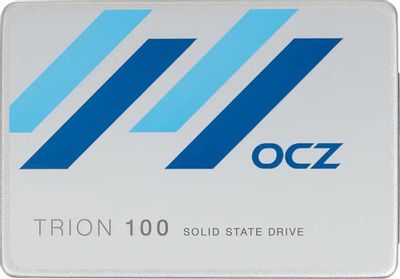 OCZ
TRION 100 SOLID STATE DRIVE